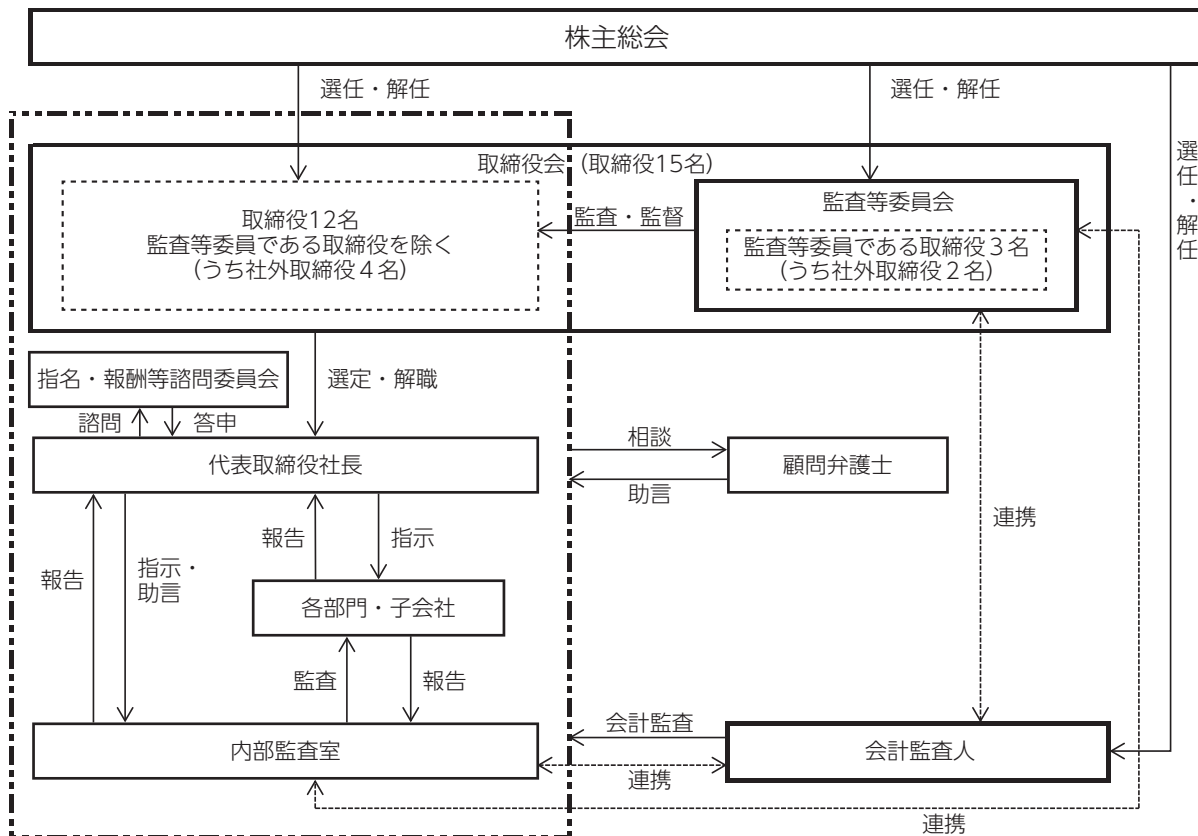 株主総会
選任・解任
選任・解任
選任・解任
取締役会（取締役15名）
取締役12名
監査等委員である取締役を除く
（うち社外取締役４名）
監査・監督
監査等委員会
監査等委員である取締役３名
（うち社外取締役２名）
指名・報酬等諮問委員会
選定・解職
諮問
答申
代表取締役社長
相談
助言
顧問弁護士
連携
報告
指示・
助言
報告
指示
各部門・子会社
監査
報告
内部監査室
会計監査
連携
会計監査人
連携